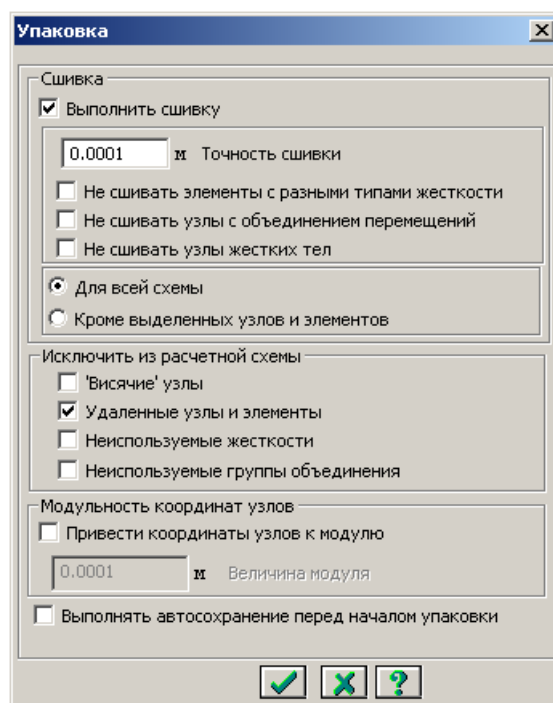 Упаковка
Сшивка
Выполнить сшивку
0.0001 м Точность сшивки
Не сшивать элементы с разными типами жесткости
Не сшивать узлы с объединением перемещений
Не сшивать узлы жестких тел
Для всей схемы
Кроме выделенных узлов и элементов
Исключить из расчетной схемы
'Висячие' узлы
Удаленные узлы и элементы
Неиспользуемые жесткости
Неиспользуемые группы объединения
Модульность координат узлов
Привести координаты узлов к модулю
0.0001 м Величина модуля
Выполнять автосохранение перед началом упаковки
?